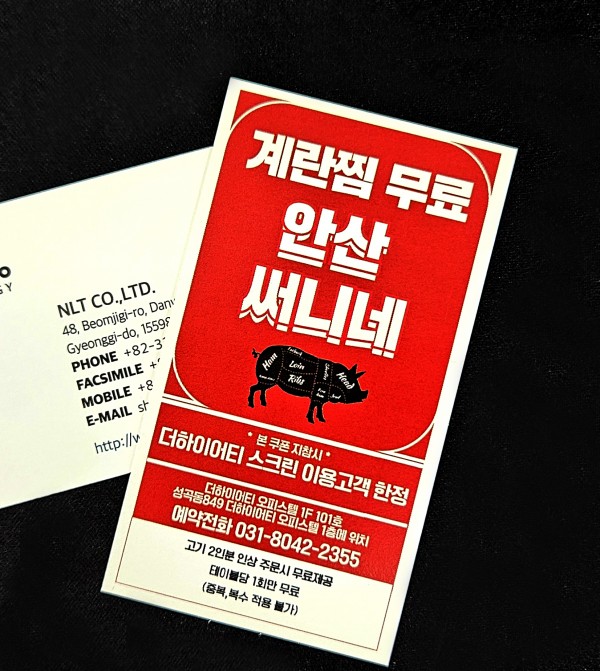 계란찜 무료
안산
써니네
Ham
Loin
Ribs
Head
* 본 쿠폰 지참시 *
더하이어티 스크린 이용고객 한정
더하이어티 오피스텔 1F 101호
성곡동849 더하이어티 오피스텔 1층에 위치
예약전화 031-8042-2355
고기 2인분 인상 주문시 무료제공
테이블당 1회만 무료
(중복,복수 적용 불가)
NLT CO.,LTD.
48, Beomjigi-ro, Danw
Gyeonggi-do, 15598
PHONE +82-31
FACSIMILE +8
MOBILE +8
E-MAIL sh
http://w